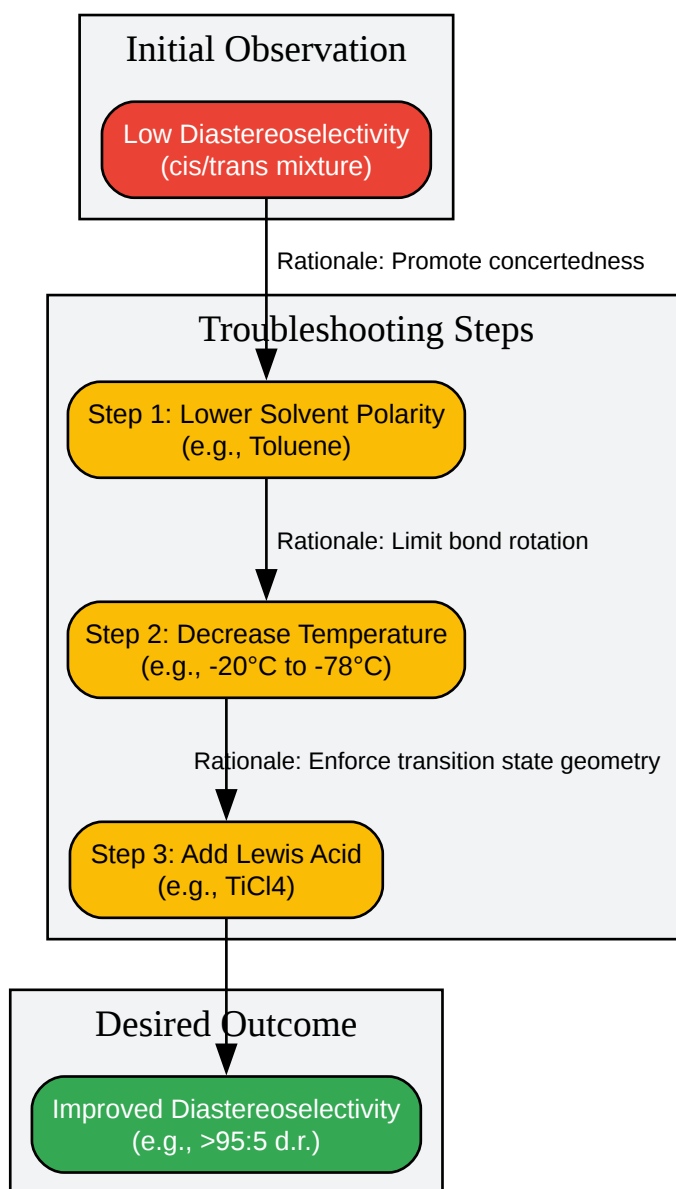 Initial Observation
Low Diastereoselectivity
(cis/trans mixture)
Rationale: Promote concertedness
Troubleshooting Steps
Step 1: Lower Solvent Polarity
(e.g., Toluene)
Rationale: Limit bond rotation
Step 2: Decrease Temperature
(e.g., -20°C to -78°C)
Rationale: Enforce transition state geometry
Step 3: Add Lewis Acid
(e.g., TiCl4)
Desired Outcome
Improved Diastereoselectivity
(e.g., >95:5 d.r.)